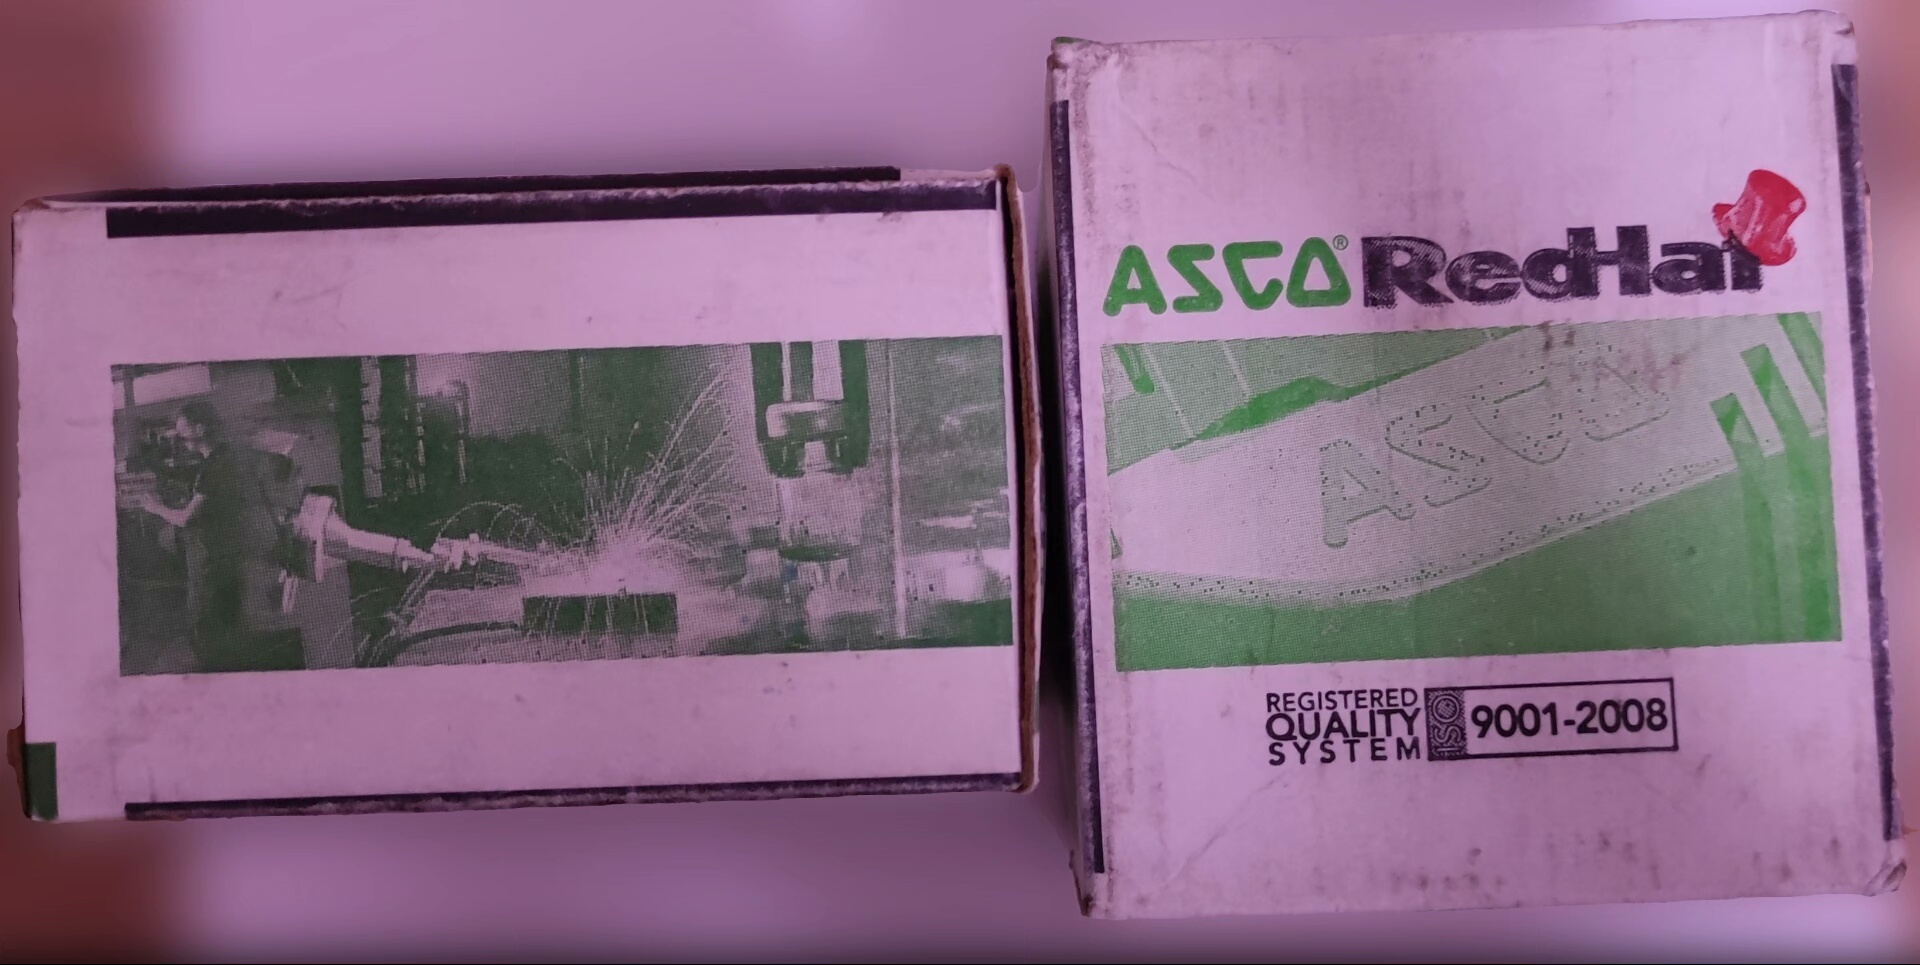 ASCO® RedHat
ASCO
REGISTERED
QUALITY
SYSTEM
ISO 9001-2008